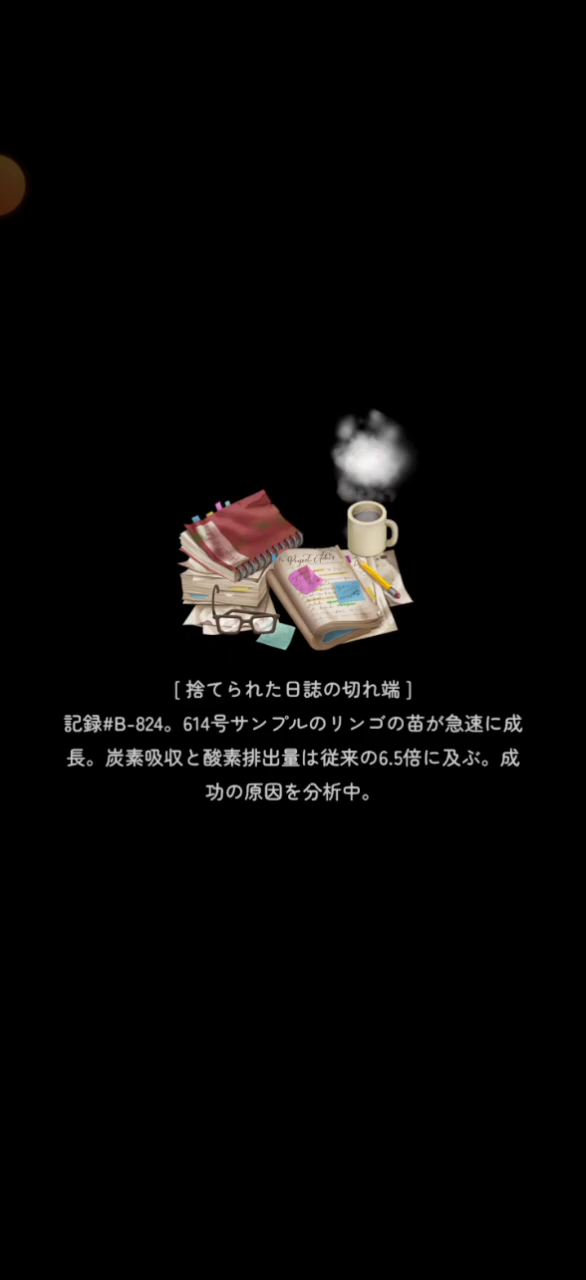 [ 捨てられた日誌の切れ端 ]
記録#B-824。614号サンプルのリンゴの苗が急速に成
長。炭素吸収と酸素排出量は従来の6.5倍に及ぶ。成
功の原因を分析中。